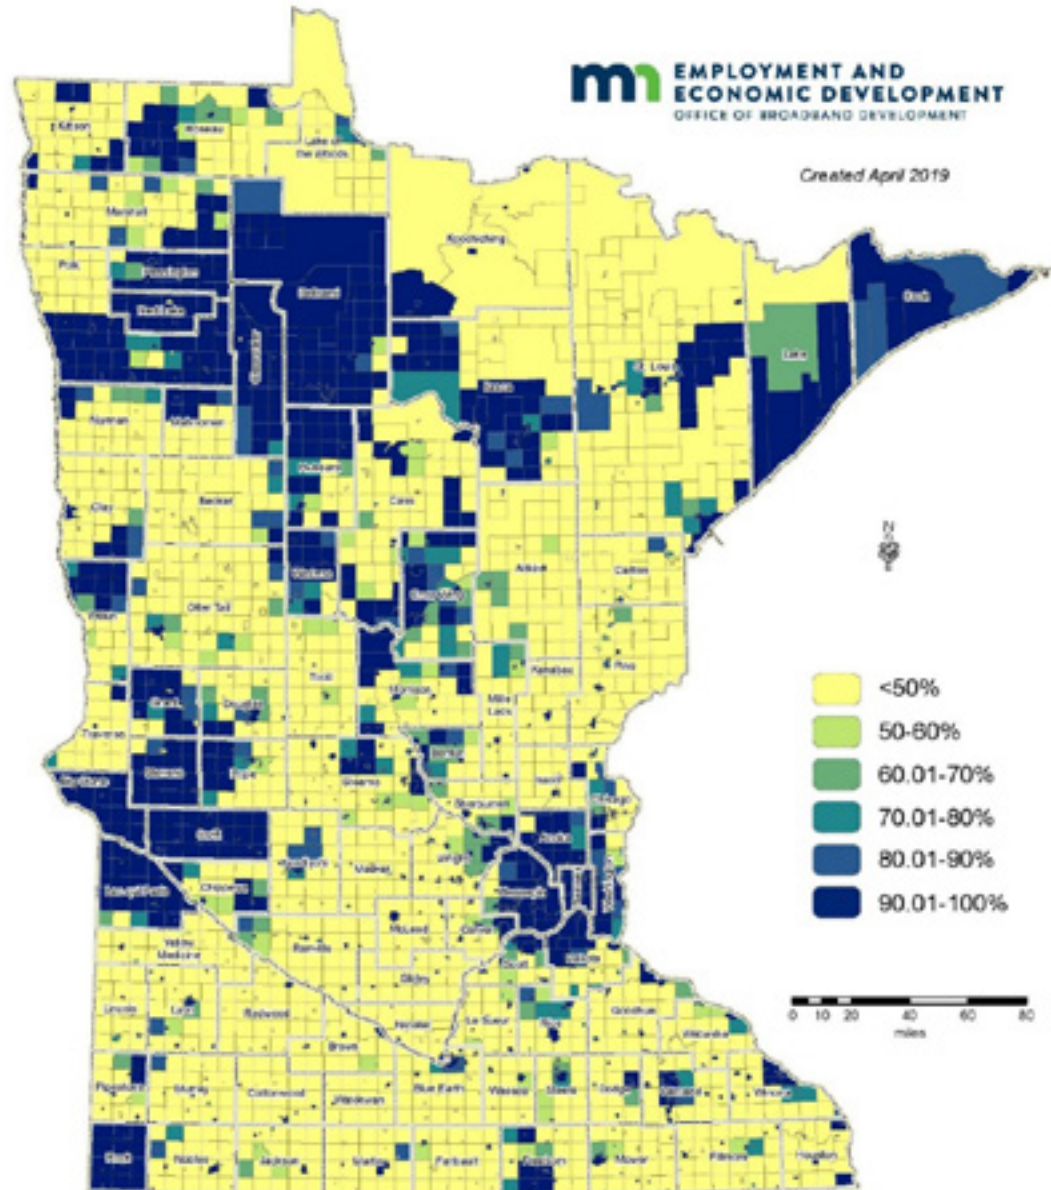 mn EMPLOYMENT AND
ECONOMIC DEVELOPMENT
OFFICE OF BROADBAND DEVELOPMENT
Created April 2019
Kittson
Roseau
Lake of
the Woods
Marshall
Koochiching
Polk
Pennington
Beltrami
Cook
Red Lake
Clearwater
Lake
St. Louis
Itasca
Norman
Mahnomen
Hubbard
Clay
Becker
Cass
N
Wadena
Aitkin
Carlton
Crow Wing
Wilkin
Otter Tail
Pine
Todd
Kanabec
Morrison
Mille
Lacs
Grant
Douglas
Traverse
Benton
Stevens
Pope
Stearns
Big Stone
Isanti
Sherburne
Chisago
Swift
Anoka
Kandiyohi
Meeker
Wright
Hennepin
Lac qui Parle
Chippewa
McLeod
Carver
Yellow
Medicine
Renville
Scott
Dakota
Sibley
Lincoln
Lyon
Redwood
Nicollet
Le Sueur
Rice
Goodhue
Wabasha
Brown
Pipestone
Murray
Cottonwood
Watonwan
Blue Earth
Waseca
Steele
Dodge
Olmsted
Winona
Rock
Nobles
Jackson
Martin
Faribault
Freeborn
Mower
Fillmore
Houston
<50%
50-60%
60.01-70%
70.01-80%
80.01-90%
90.01-100%
0 10 20 40 60 80
miles